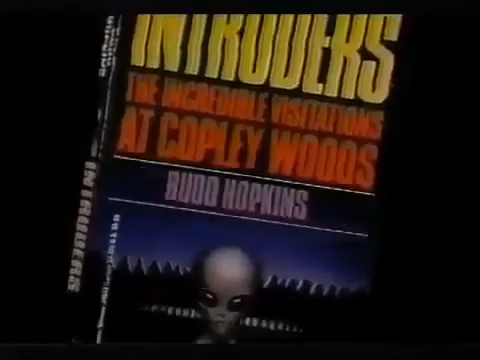 INTRUDERS
THE INCREDIBLE VISITATIONS
AT COPLEY WOODS
BUDD HOPKINS
INTRUDERS